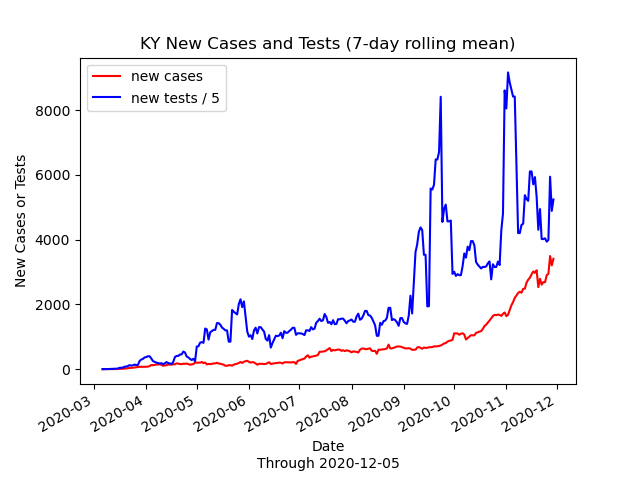 KY New Cases and Tests (7-day rolling mean)
new cases
new tests / 5
New Cases or Tests
8000
6000
4000
2000
0
2020-03
2020-04
2020-05
2020-06
2020-07
2020-08
2020-09
2020-10
2020-11
2020-12
Date
Through 2020-12-05